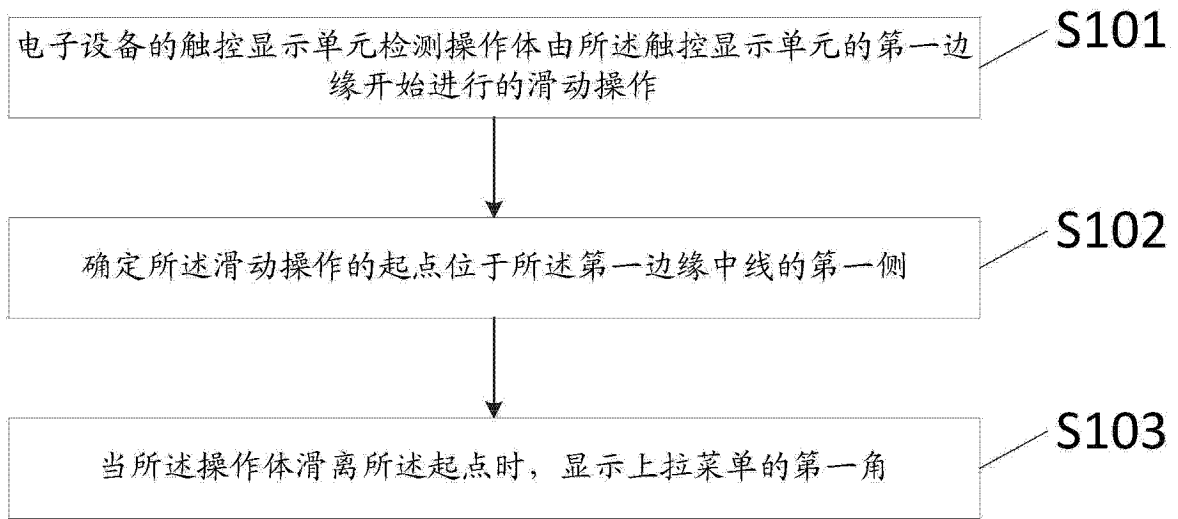 S101
电子设备的触控显示单元检测操作体由所述触控显示单元的第一边
缘开始进行的滑动操作
S102
确定所述滑动操作的起点位于所述第一边缘中线的第一侧
S103
当所述操作体滑离所述起点时，显示上拉菜单的第一角